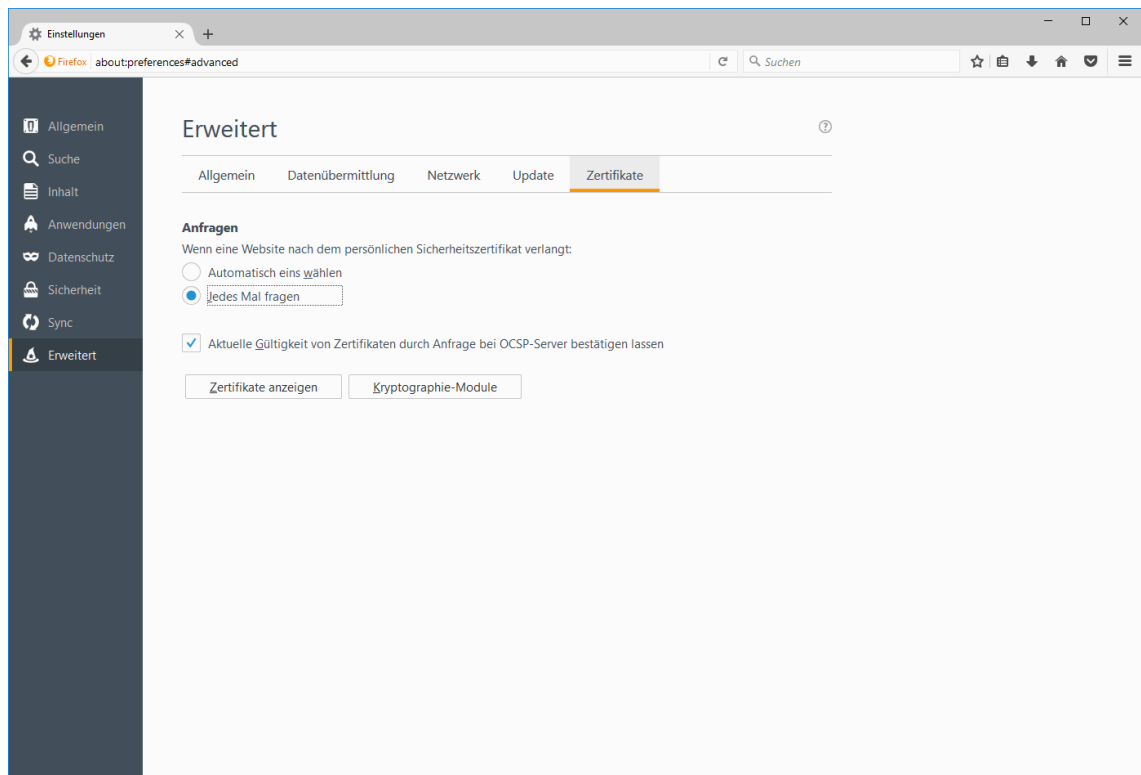 Einstellungen
Firefox about:preferences#advanced
Suchen
Allgemein
Suche
Inhalt
Anwendungen
Datenschutz
Sicherheit
Sync
Erweitert
Erweitert
Allgemein Datenübermittlung Netzwerk Update Zertifikate
Anfragen
Wenn eine Website nach dem persönlichen Sicherheitszertifikat verlangt:
Automatisch eins wählen
Jedes Mal fragen
Aktuelle Gültigkeit von Zertifikaten durch Anfrage bei OCSP-Server bestätigen lassen
Zertifikate anzeigen Kryptographie-Module